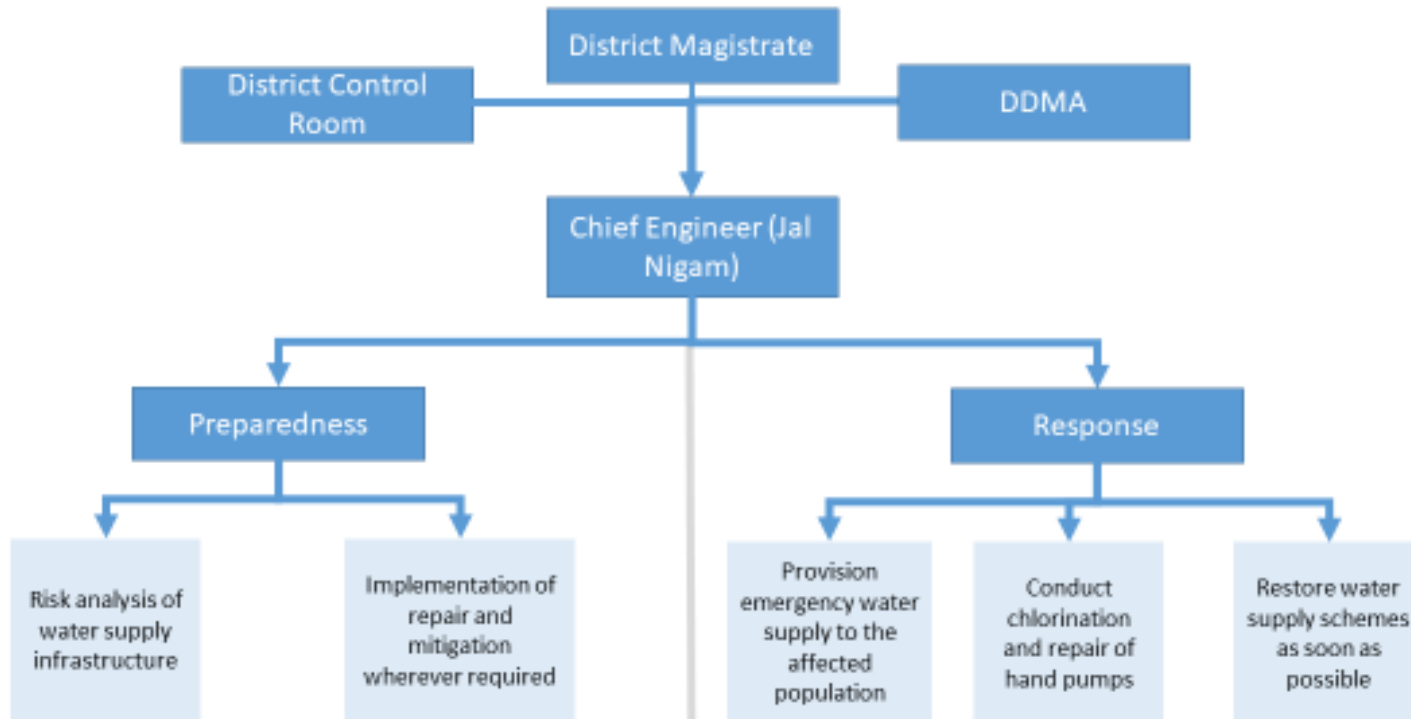 District Magistrate
District Control
Room
DDMA
Chief Engineer (Jal
Nigam)
Preparedness
Response
Risk analysis of
water supply
infrastructure
Implementation of
repair and
mitigation
wherever required
Provision
emergency water
supply to the
affected
population
Conduct
chlorination
and repair of
hand pumps
Restore water
supply schemes
as soon as
possible